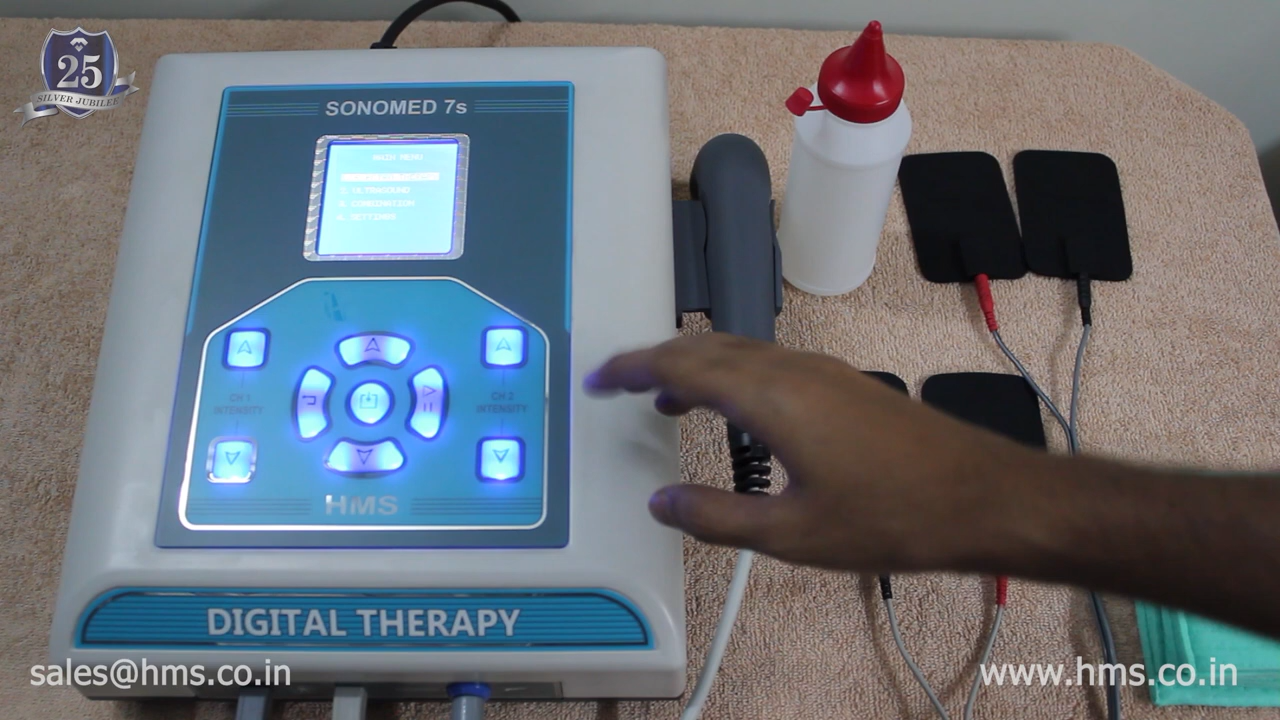 25
SILVER JUBILEE
SONOMED 7s
MAIN MENU
2. ULTRASOUND
3. COMBINATION
4. SETTINGS
CH 1
INTENSITY
CH 2
INTENSITY
HMS
DIGITAL THERAPY
sales@hms.co.in
www.hms.co.in